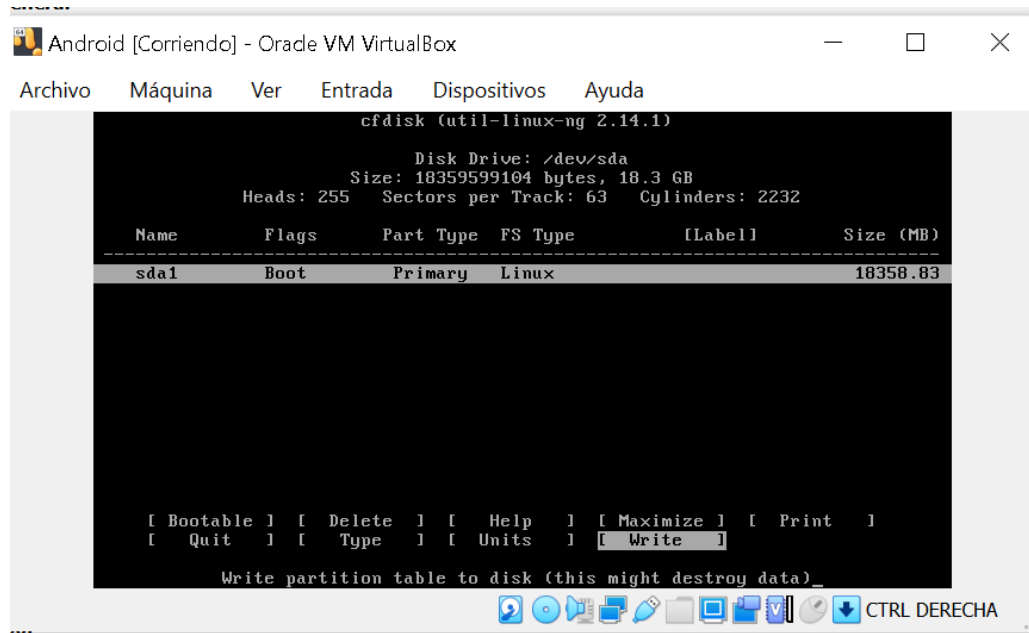 Android [Corriendo] - Oracle VM VirtualBox
Archivo Máquina Ver Entrada Dispositivos Ayuda
cfdisk (util-linux-ng 2.14.1)
Disk Drive: /dev/sda
Size: 18359599104 bytes, 18.3 GB
Heads: 255 Sectors per Track: 63 Cylinders: 2232
Name Flags Part Type FS Type [Label] Size (MB)
sda1 Boot Primary Linux 18358.83
[ Bootable ] [ Delete ] [ Help ] [ Maximize ] [ Print ]
[ Quit ] [ Type ] [ Units ] [ Write ]
Write partition table to disk (this might destroy data)_
CTRL DERECHA